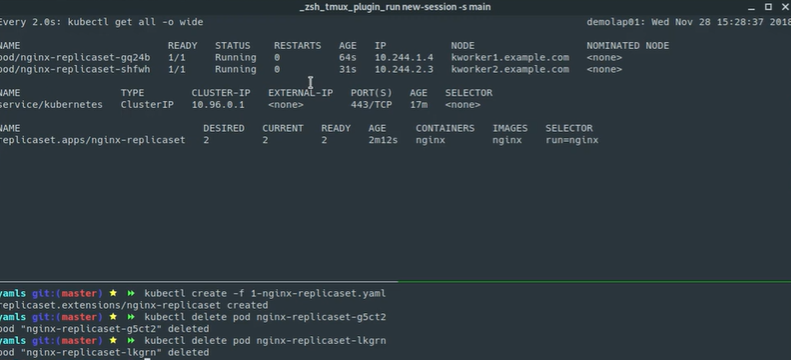 _zsh_tmux_plugin_run new-session -s main
Every 2.0s: kubectl get all -o wide demolap01: Wed Nov 28 15:28:37 2018
NAME READY STATUS RESTARTS AGE IP NODE NOMINATED NODE
pod/nginx-replicaset-gq24b 1/1 Running 0 64s 10.244.1.4 kworker1.example.com <none>
pod/nginx-replicaset-shfwh 1/1 Running 0 31s 10.244.2.3 kworker2.example.com <none>
NAME TYPE CLUSTER-IP EXTERNAL-IP PORT(S) AGE SELECTOR
service/kubernetes ClusterIP 10.96.0.1 <none> 443/TCP 17m <none>
NAME DESIRED CURRENT READY AGE CONTAINERS IMAGES SELECTOR
replicaset.apps/nginx-replicaset 2 2 2 2m12s nginx nginx run=nginx
yamls git:(master) kubectl create -f 1-nginx-replicaset.yaml
replicaset.extensions/nginx-replicaset created
yamls git:(master) kubectl delete pod nginx-replicaset-g5ct2
pod "nginx-replicaset-g5ct2" deleted
yamls git:(master) kubectl delete pod nginx-replicaset-lkgrn
pod "nginx-replicaset-lkgrn" deleted